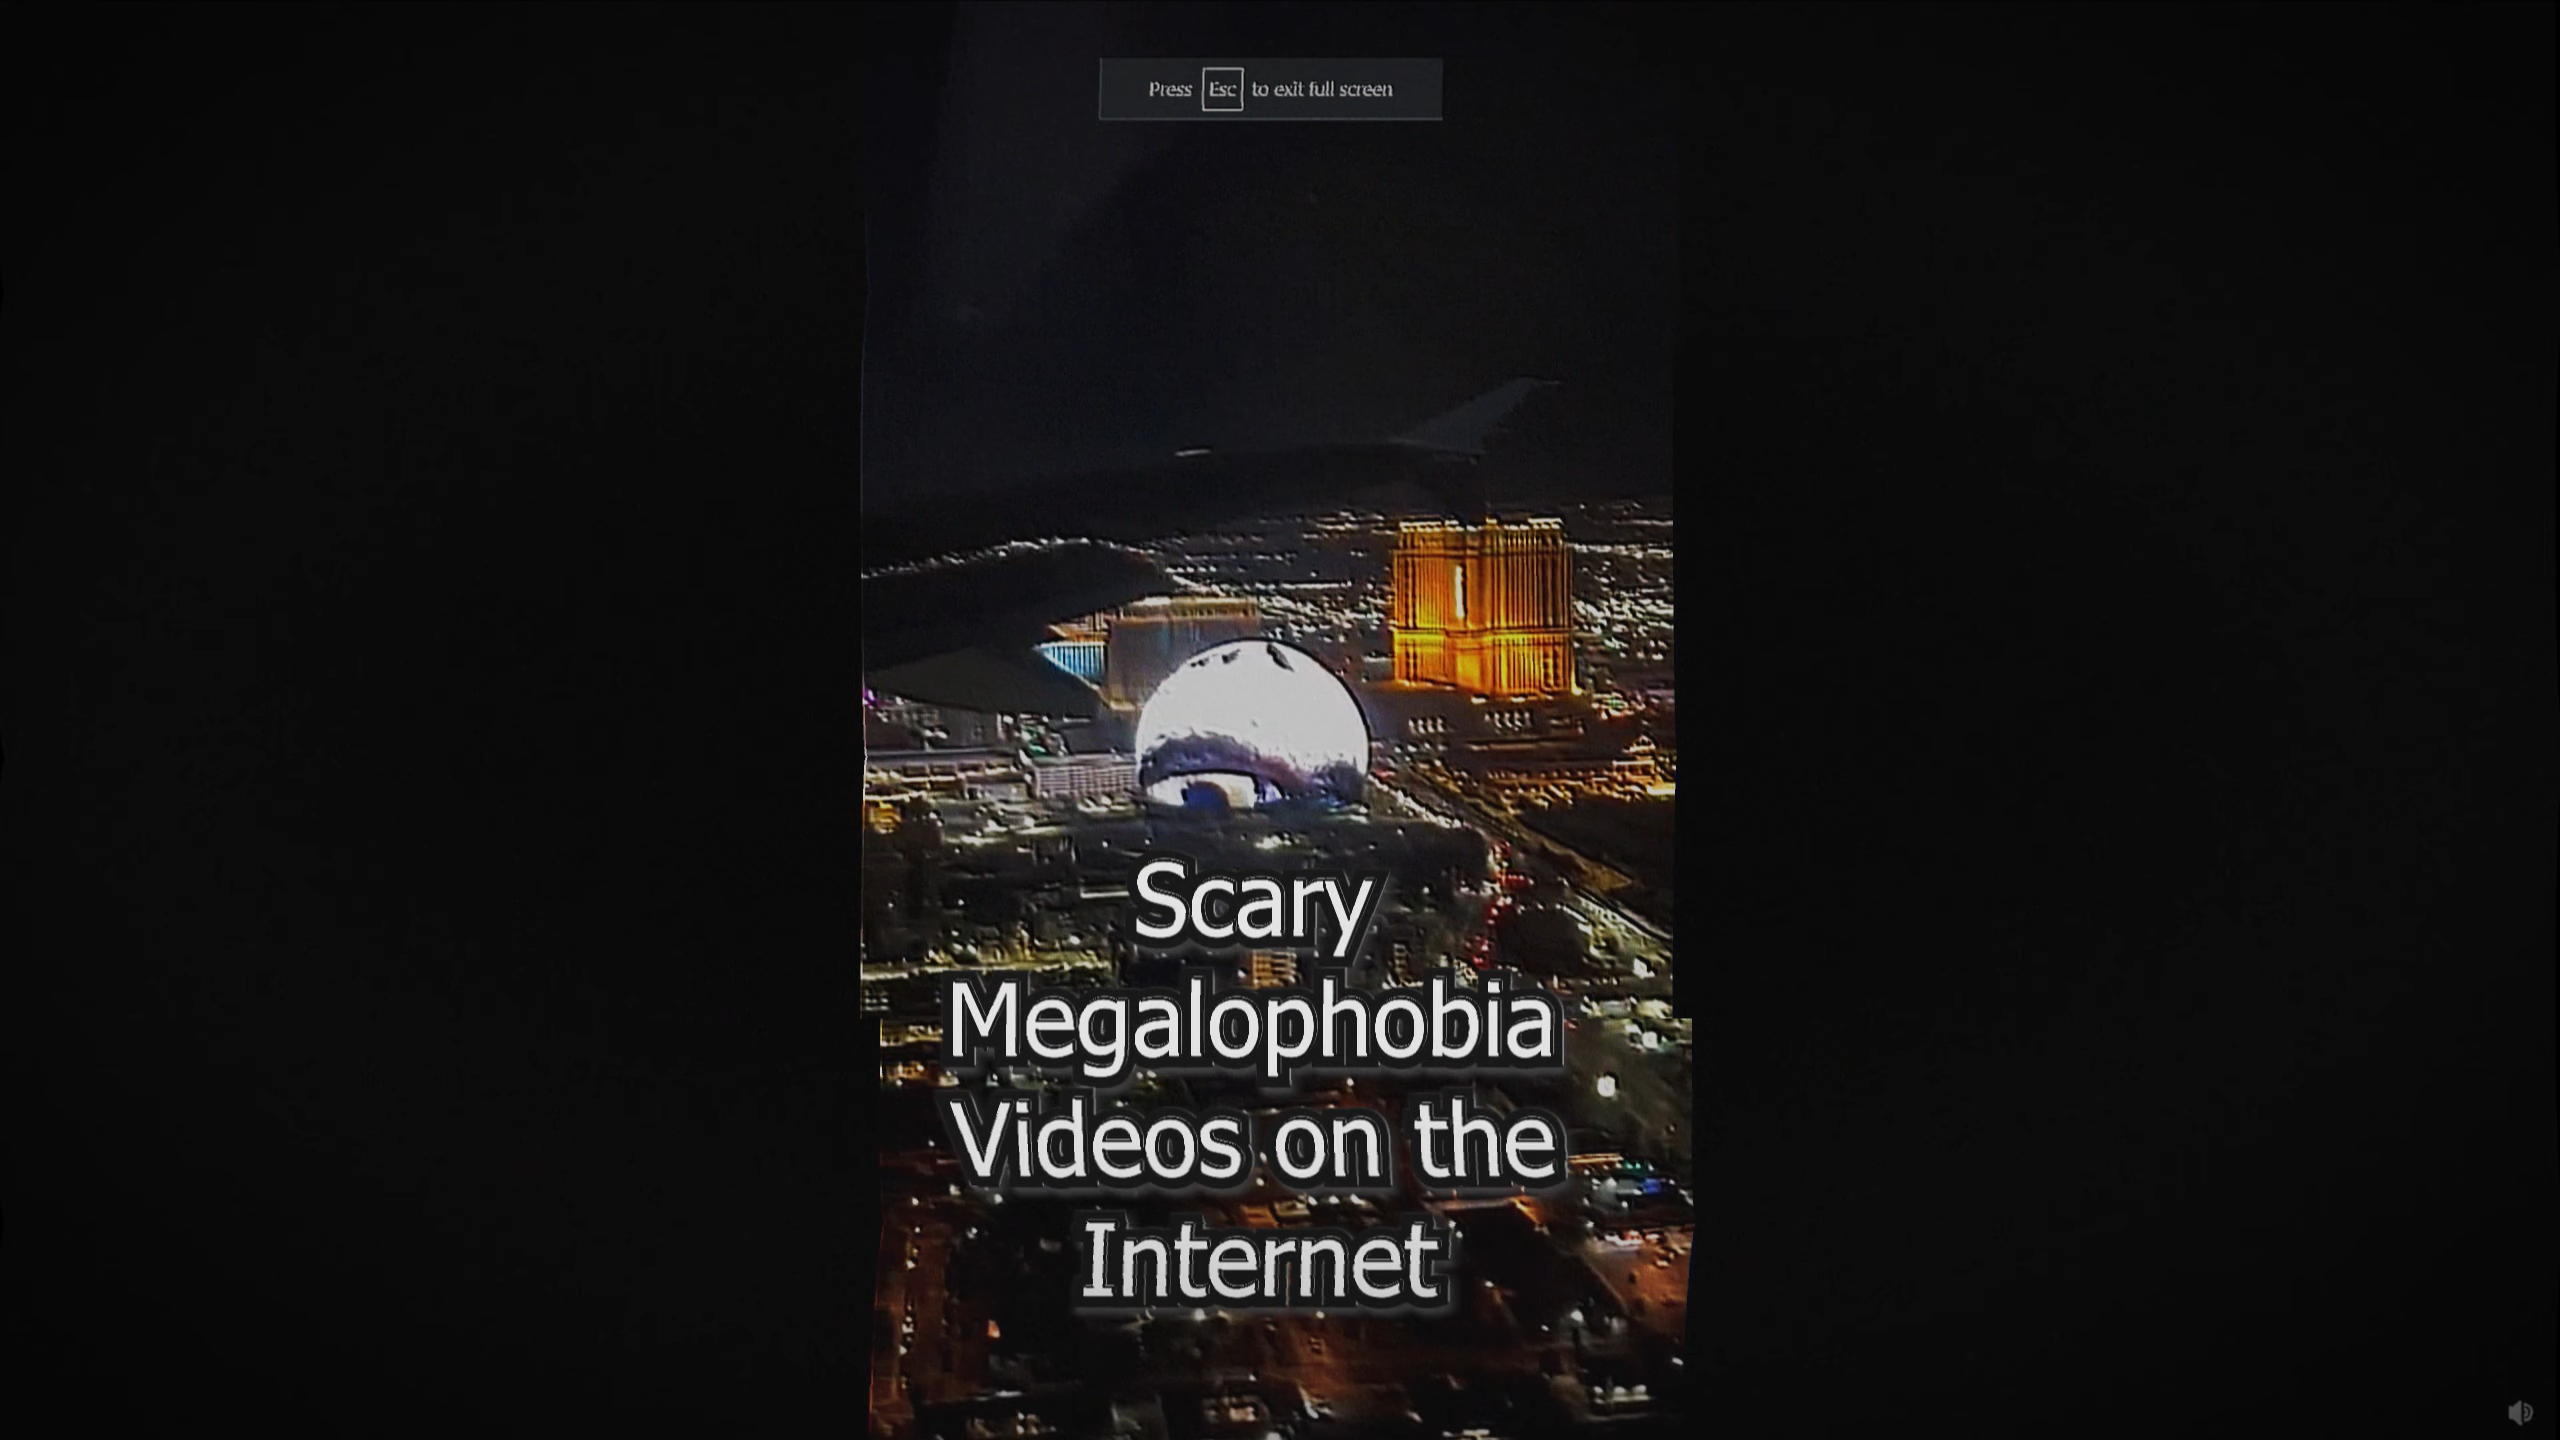 Press Esc to exit full screen
Scary
Megalophobia
Videos on the
Internet